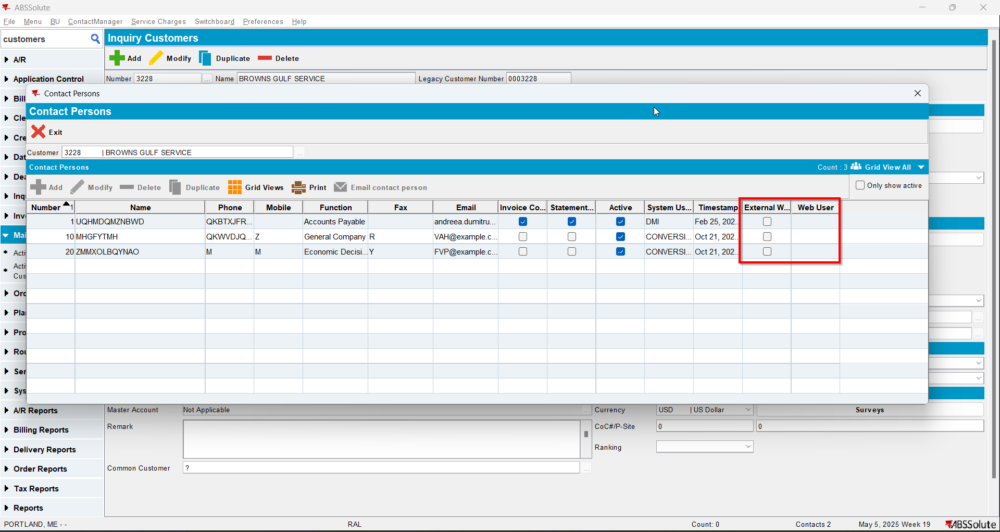 ABSSolute
File Menu BU ContactManager Service Charges Switchboard Preferences Help
customers
Inquiry Customers
Add Modify Duplicate Delete
A/R
Application Control
Number 3228 ... Name BROWNS GULF SERVICE Legacy Customer Number 0003228
Contact Persons
Contact Persons
Exit
Customer 3228 | BROWNS GULF SERVICE ...
Contact Persons Count : 3 Grid View All
Add Modify Delete Duplicate Grid Views Print Email contact person Only show active
Number 1 Name Phone Mobile Function Fax Email Invoice Co... Statement... Active System Us... Timestamp External W... Web User
1 UQHMDQMZNBWD QKBTXJFR... Accounts Payable andreea.dumitru... DMI Feb 25, 202...
10 MHGFYTMH QKWVDJQ... Z General Company R VAH@example.c... CONVERSI... Oct 21, 202...
20 ZMMXOLBQYNAO M M Economic Decisi... Y FVP@example.c... CONVERSI... Oct 21, 202...
Bill
Cle
Cre
Dat
Dea
Inq
Inv
Mai
Acti
Acti
Cus
Ord
Plan
Pro
Rou
Ser
Sys
A/R Reports
Billing Reports
Delivery Reports
Order Reports
Tax Reports
Reports
Master Account Not Applicable ... Currency USD | US Dollar Surveys
Remark CoC#/P-Site 0 0
Ranking
Common Customer ? ...
PORTLAND, ME - - RAL Count: 0 Contacts 2 May 5, 2025 Week 19 ABSSolute